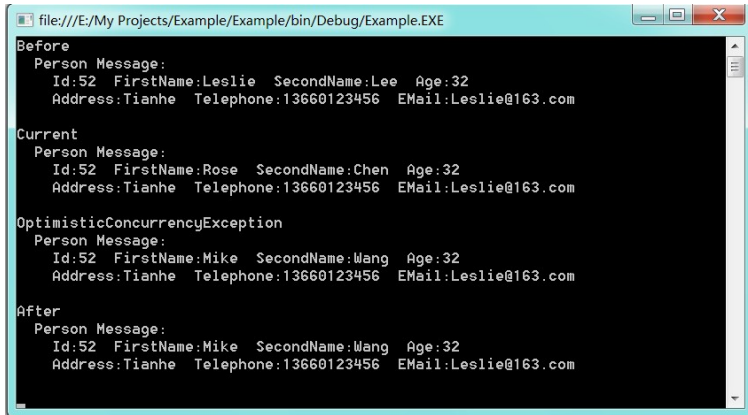 file:///E:/My Projects/Example/Example/bin/Debug/Example.EXE
Before
Person Message:
Id:52 FirstName:Leslie SecondName:Lee Age:32
Address:Tianhe Telephone:13660123456 EMail:Leslie@163.com
Current
Person Message:
Id:52 FirstName:Rose SecondName:Chen Age:32
Address:Tianhe Telephone:13660123456 EMail:Leslie@163.com
OptimisticConcurrencyException
Person Message:
Id:52 FirstName:Mike SecondName:Wang Age:32
Address:Tianhe Telephone:13660123456 EMail:Leslie@163.com
After
Person Message:
Id:52 FirstName:Mike SecondName:Wang Age:32
Address:Tianhe Telephone:13660123456 EMail:Leslie@163.com